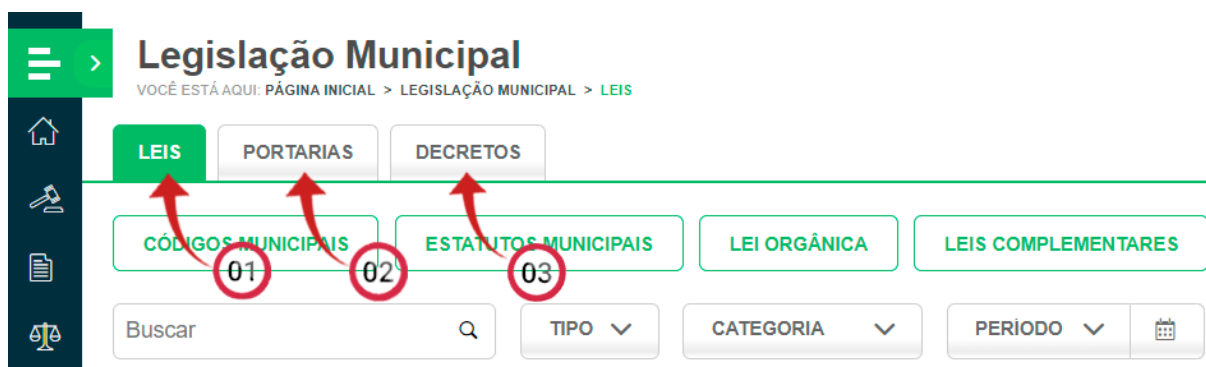 Legislação Municipal
VOCÊ ESTÁ AQUI: PÁGINA INICIAL > LEGISLAÇÃO MUNICIPAL > LEIS
LEIS PORTARIAS DECRETOS
CÓDIGOS MUNICIPAIS ESTATUTOS MUNICIPAIS LEI ORGÂNICA LEIS COMPLEMENTARES
01 02 03
Buscar TIPO CATEGORIA PERÍODO